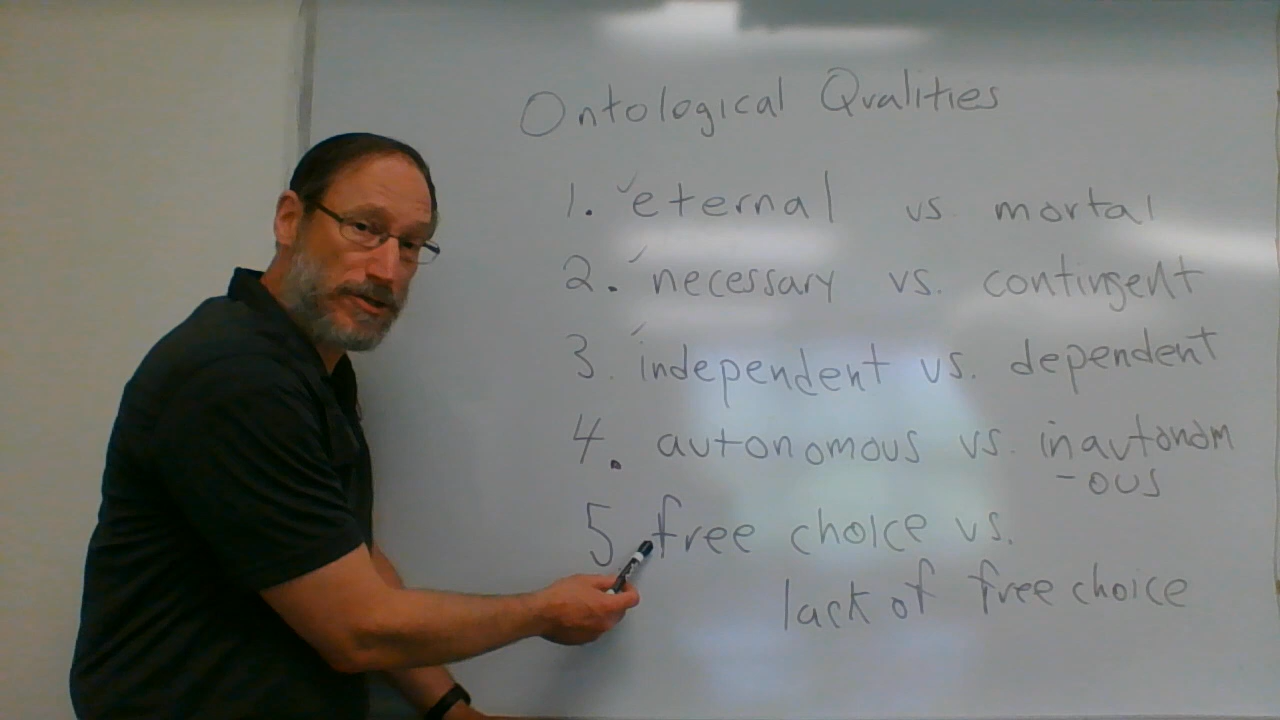 Ontological Qualities
1. eternal vs mortal
2. necessary vs. contingent
3. independent vs. dependent
4. autonomous vs. inautonom
-ous
5 free choice vs.
lack of free choice